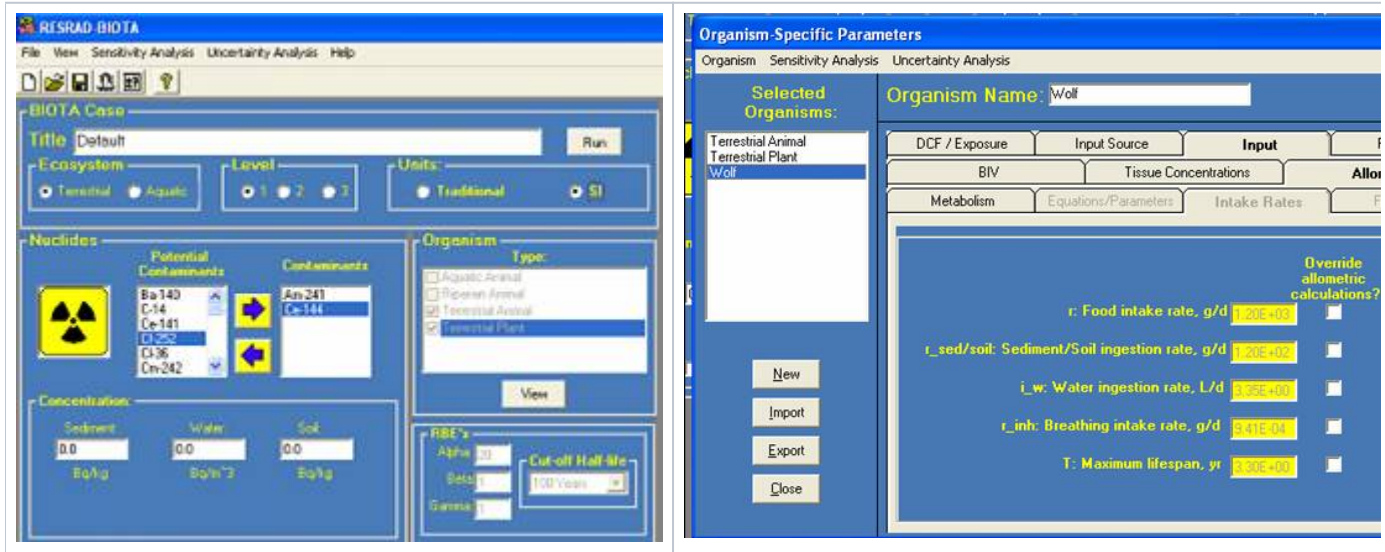 RESRAD-BIOTA
File View Sensitivity Analysis Uncertainty Analysis Help
BIOTA Case
Title Default Run
Ecosystem Level Units:
Terrestrial Aquatic 1 2 3 Traditional SI
Nuclides
Potential Contaminants Contaminants
Ba-140
C-14
Ce-141
Cf-252
Cl-36
Cm-242
Am-241
Ce-144
Organism
Type:
Aquatic Animal
Riparian Animal
Terrestrial Animal
Terrestrial Plant
View
Concentration:
Sediment Water Soil
0.0 0.0 0.0
Bq/kg Bq/m^3 Bq/kg
RBE's
Alpha 20
Beta 1
Gamma 1
Cut-off Half-life
100 Years
Organism-Specific Param
Organism Sensitivity Analysis Uncertainty Analysis
Selected Organisms:
Terrestrial Animal
Terrestrial Plant
Wolf
New
Import
Export
Close
Organism Name: Wolf
DCF / Exposure Input Source Input
BIV Tissue Concentrations Allo
Metabolism Equations/Parameters Intake Rates F
Override
allometric
calculations?
r: Food intake rate, g/d 1.20E+03
r_sed/soil: Sediment/Soil ingestion rate, g/d 1.20E+02
i_w: Water ingestion rate, L/d 3.35E+00
r_inh: Breathing intake rate, g/d 9.41E-04
T: Maximum lifespan, yr 3.30E+00